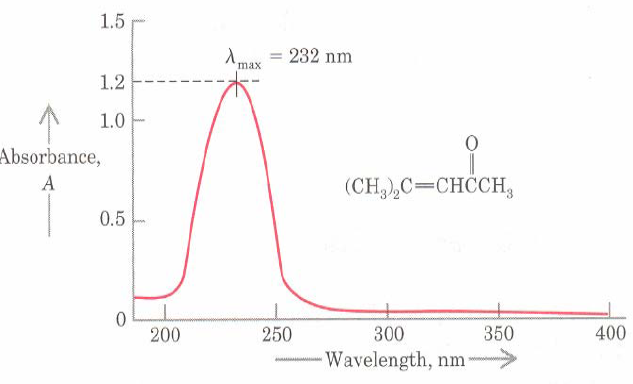 1.5
λmax = 232 nm
1.2
1.0
Absorbance,
A
O
(CH₃)₂C=CHCCH₃
0.5
0
200 250 300 350 400
Wavelength, nm